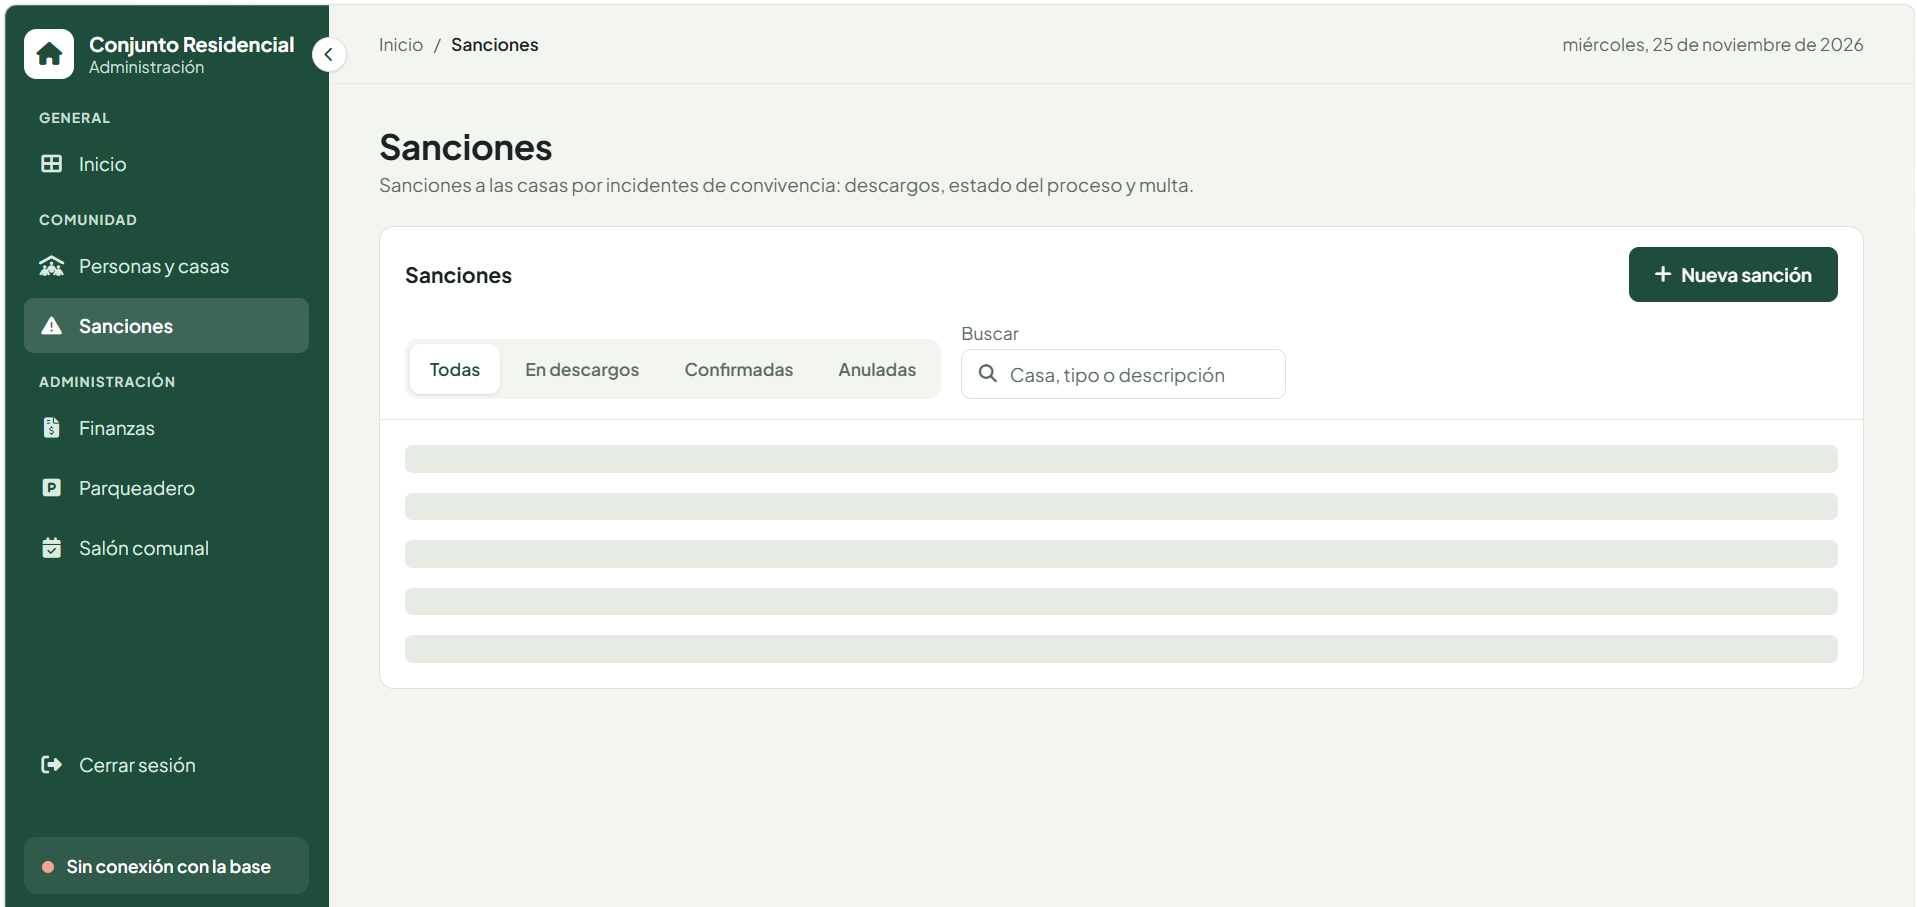 Conjunto Residencial
Administración
GENERAL
Inicio
COMUNIDAD
Personas y casas
Sanciones
ADMINISTRACIÓN
Finanzas
Parqueadero
Salón comunal
Cerrar sesión
Sin conexión con la base
Inicio / Sanciones
miércoles, 25 de noviembre de 2026
Sanciones
Sanciones a las casas por incidentes de convivencia: descargos, estado del proceso y multa.
Sanciones
+ Nueva sanción
Todas
En descargos
Confirmadas
Anuladas
Buscar
Casa, tipo o descripción